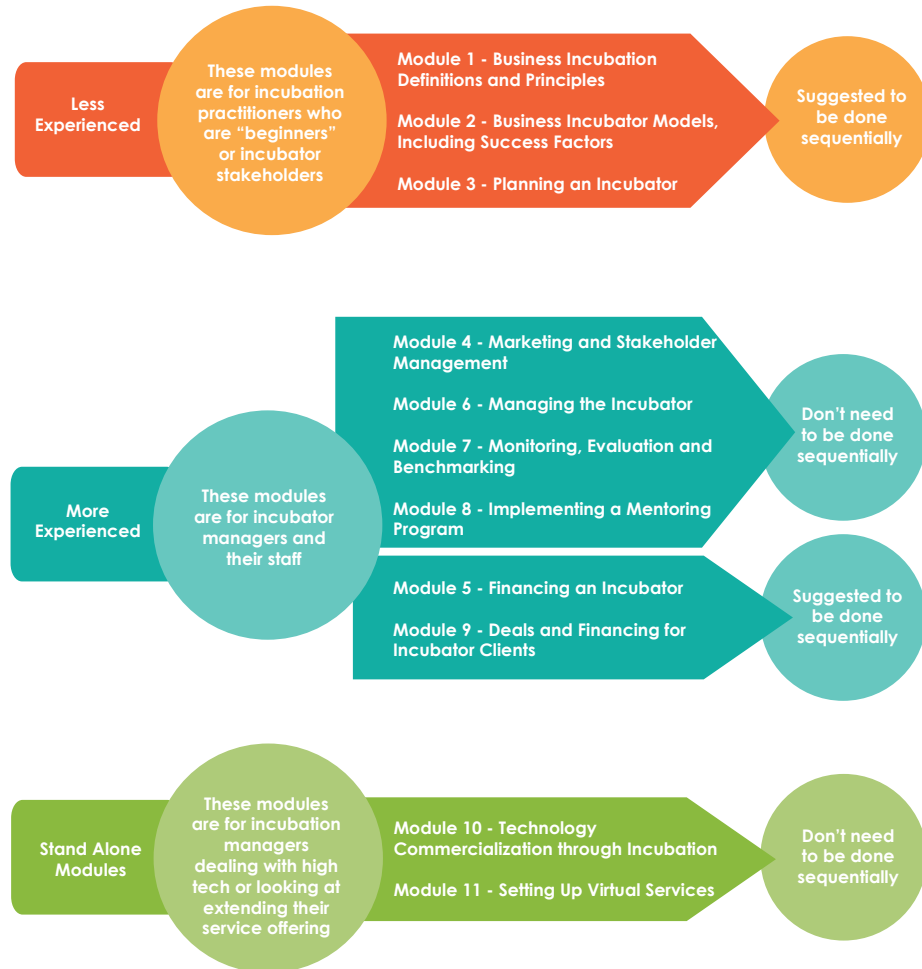 Less
Experienced
These modules
are for incubation
practitioners who
are “beginners”
or incubator
stakeholders
Module 1 - Business Incubation
Definitions and Principles
Module 2 - Business Incubator Models,
Including Success Factors
Module 3 - Planning an Incubator
Suggested to
be done
sequentially
More
Experienced
These modules
are for incubator
managers and
their staff
Module 4 - Marketing and Stakeholder
Management
Module 6 - Managing the Incubator
Module 7 - Monitoring, Evaluation and
Benchmarking
Module 8 - Implementing a Mentoring
Program
Don’t need
to be done
sequentially
Module 5 - Financing an Incubator
Module 9 - Deals and Financing for
Incubator Clients
Suggested to
be done
sequentially
Stand Alone
Modules
These modules
are for incubation
managers
dealing with high
tech or looking at
extending their
service offering
Module 10 - Technology
Commercialization through Incubation
Module 11 - Setting Up Virtual Services
Don’t need
to be done
sequentially